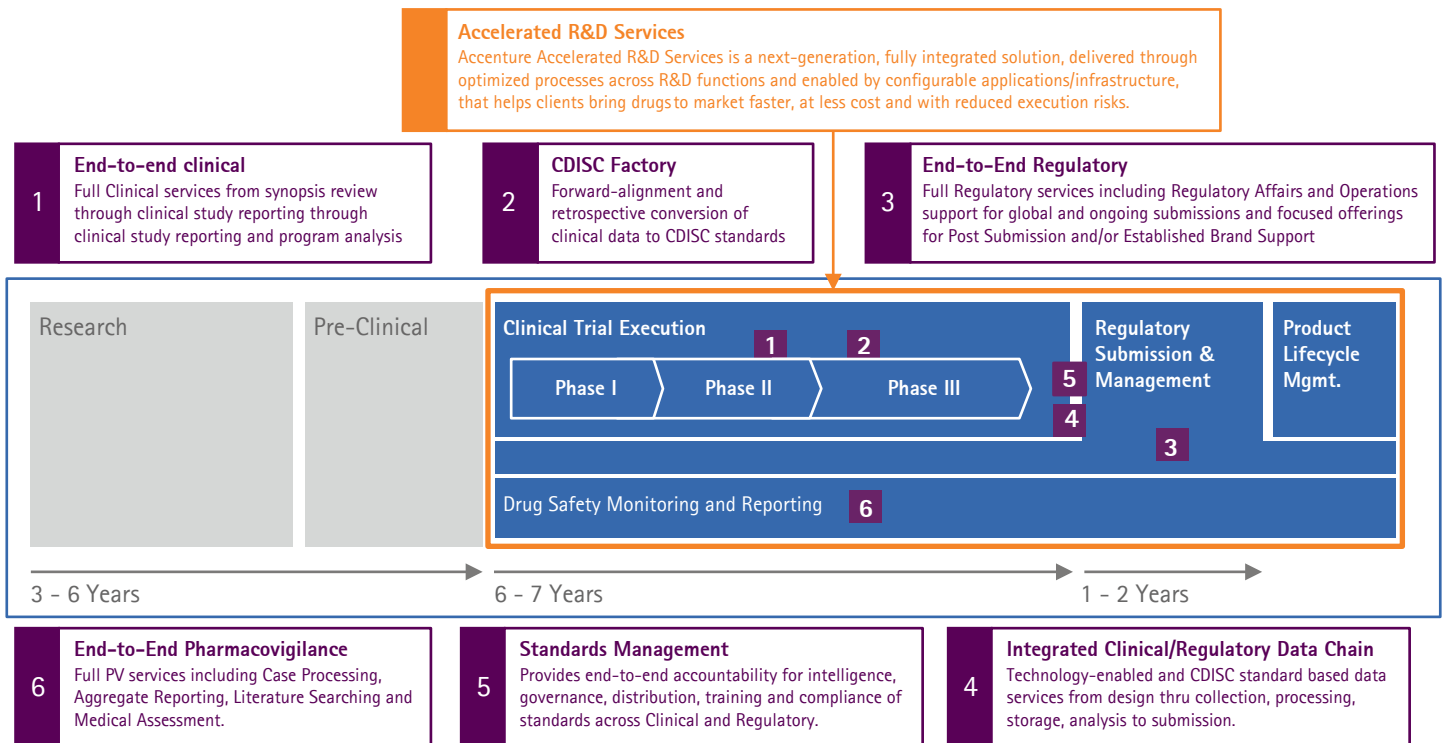 Accelerated R&D Services
Accenture Accelerated R&D Services is a next-generation, fully integrated solution, delivered through
optimized processes across R&D functions and enabled by configurable applications/infrastructure,
that helps clients bring drugs to market faster, at less cost and with reduced execution risks.
1
End-to-end clinical
Full Clinical services from synopsis review
through clinical study reporting through
clinical study reporting and program analysis
2
CDISC Factory
Forward-alignment and
retrospective conversion of
clinical data to CDISC standards
3
End-to-End Regulatory
Full Regulatory services including Regulatory Affairs and Operations
support for global and ongoing submissions and focused offerings
for Post Submission and/or Established Brand Support
Research
Pre-Clinical
Clinical Trial Execution
1
2
Phase I
Phase II
Phase III
5
4
Regulatory
Submission &
Management
3
Product
Lifecycle
Mgmt.
Drug Safety Monitoring and Reporting
6
3 - 6 Years
6 - 7 Years
1 - 2 Years
6
End-to-End Pharmacovigilance
Full PV services including Case Processing,
Aggregate Reporting, Literature Searching and
Medical Assessment.
5
Standards Management
Provides end-to-end accountability for intelligence,
governance, distribution, training and compliance of
standards across Clinical and Regulatory.
4
Integrated Clinical/Regulatory Data Chain
Technology-enabled and CDISC standard based data
services from design thru collection, processing,
storage, analysis to submission.